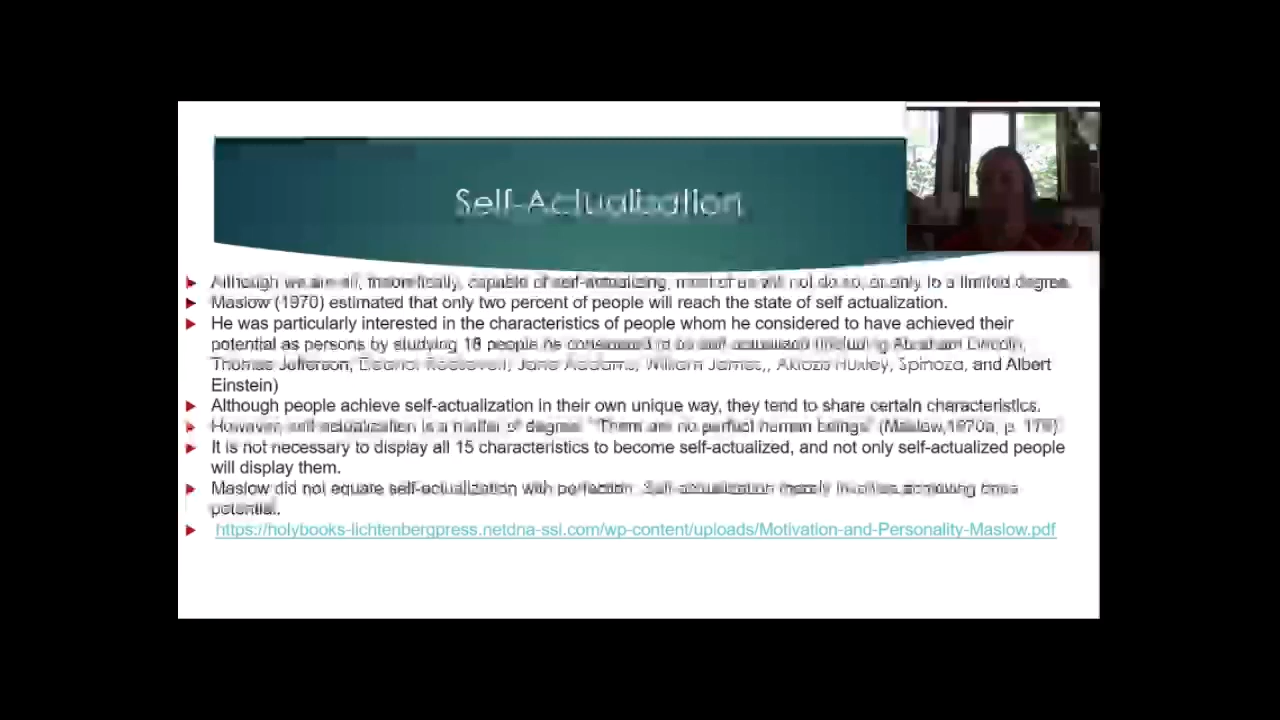 Self-Actualization
Although we are all, theoretically, capable of self-actualizing, most of us will not do so, or only to a limited degree.
Maslow (1970) estimated that only two percent of people will reach the state of self actualization.
He was particularly interested in the characteristics of people whom he considered to have achieved their
potential as persons by studying 18 people he considered to be self-actualized (including Abraham Lincoln,
Thomas Jefferson, Eleanor Roosevelt, Jane Addams, William James, Huxley, Spinoza, and Albert
Einstein)
Although people achieve self-actualization in their own unique way, they tend to share certain characteristics.
However, self-actualization is a matter of degree, "There are no perfect human beings" (Maslow,1970a, p. 176).
It is not necessary to display all 15 characteristics to become self-actualized, and not only self-actualized people
will display them.
Maslow did not equate self-actualization with perfection. Self-actualization merely involves achieving ones
potential.
https://holybooks-lichtenbergpress.netdna-ssl.com/wp-content/uploads/Motivation-and-Personality-Maslow.pdf